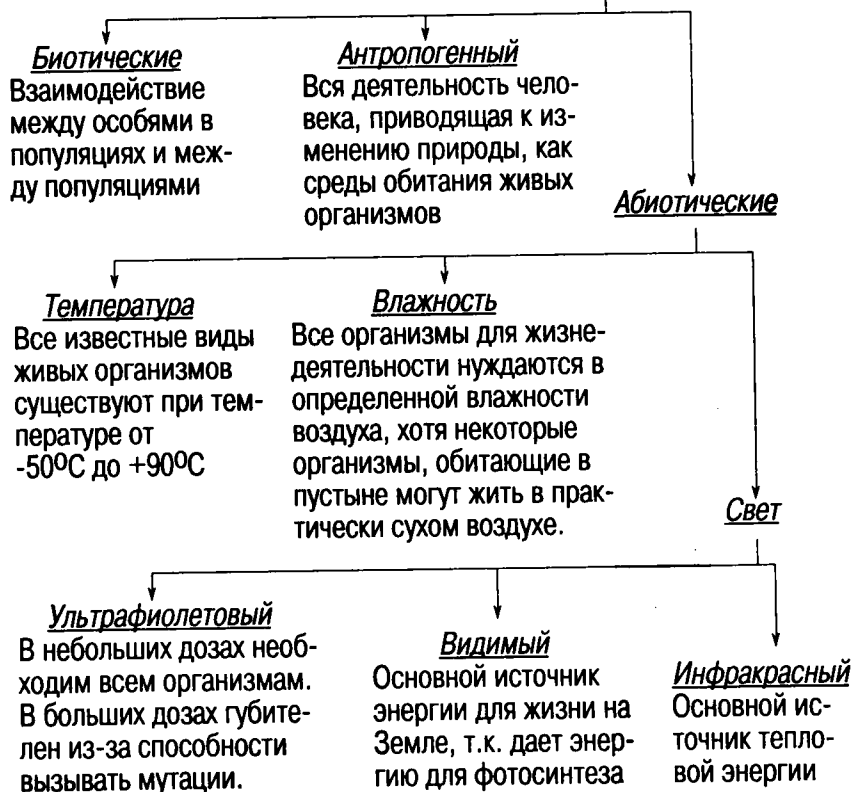 Биотические
Взаимодействие
между особями в
популяциях и меж-
ду популяциями
Антропогенный
Вся деятельность чело-
века, приводящая к из-
менению природы, как
среды обитания живых
организмов
Абиотические
Температура
Все известные виды
живых организмов
существуют при тем-
пературе от
-50ºС до +90ºС
Влажность
Все организмы для жизне-
деятельности нуждаются в
определенной влажности
воздуха, хотя некоторые
организмы, обитающие в
пустыне могут жить в прак-
тически сухом воздухе.
Свет
Ультрафиолетовый
В небольших дозах необ-
ходим всем организмам.
В больших дозах губите-
лен из-за способности
вызывать мутации.
Видимый
Основной источник
энергии для жизни на
Земле, т.к. дает энер-
гию для фотосинтеза
Инфракрасный
Основной ис-
точник тепло-
вой энергии